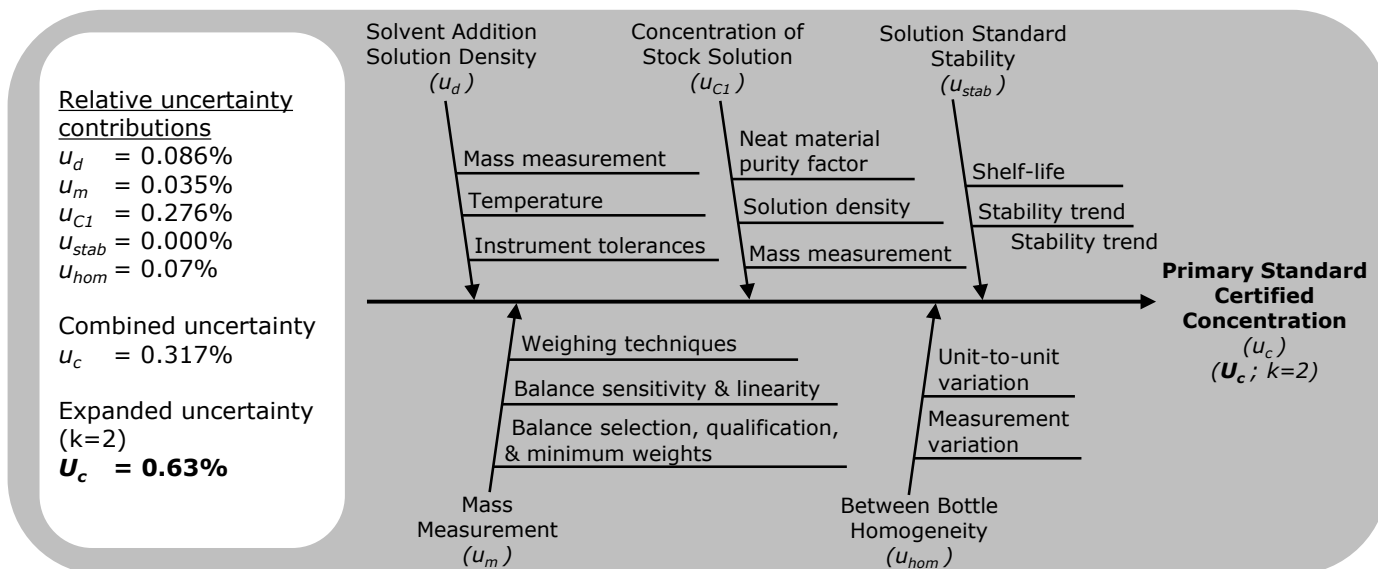 Relative uncertainty
contributions
u_d = 0.086%
u_m = 0.035%
u_C1 = 0.276%
u_stab = 0.000%
u_hom = 0.07%
Combined uncertainty
u_c = 0.317%
Expanded uncertainty
(k=2)
U_c = 0.63%
Solvent Addition
Solution Density
(u_d)
Mass measurement
Temperature
Instrument tolerances
Concentration of
Stock Solution
(u_C1)
Neat material
purity factor
Solution density
Mass measurement
Solution Standard
Stability
(u_stab)
Shelf-life
Stability trend
Stability trend
Weighing techniques
Balance sensitivity & linearity
Balance selection, qualification,
& minimum weights
Mass
Measurement
(u_m)
Unit-to-unit
variation
Measurement
variation
Between Bottle
Homogeneity
(u_hom)
Primary Standard
Certified
Concentration
(u_c)
(U_c; k=2)